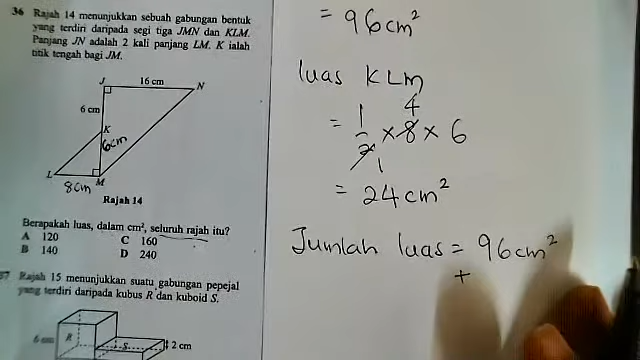 36 Rajah 14 menunjukkan sebuah gabungan bentuk
yang terdiri daripada segi tiga JMN dan KLM.
Panjang JN adalah 2 kali panjang LM. K ialah
titik tengah bagi JM.
J 16 cm N
6 cm
K
6cm
L M
8cm
Rajah 14
Berapakah luas, dalam cm², seluruh rajah itu?
A 120 C 160
B 140 D 240
37 Rajah 15 menunjukkan suatu gabungan pepejal
yang terdiri daripada kubus R dan kuboid S.
6 cm R S 2 cm
= 96cm²
luas KLM
4
= 1/2 × 8 × 6
1
= 24cm²
Jumlah luas = 96cm²
+